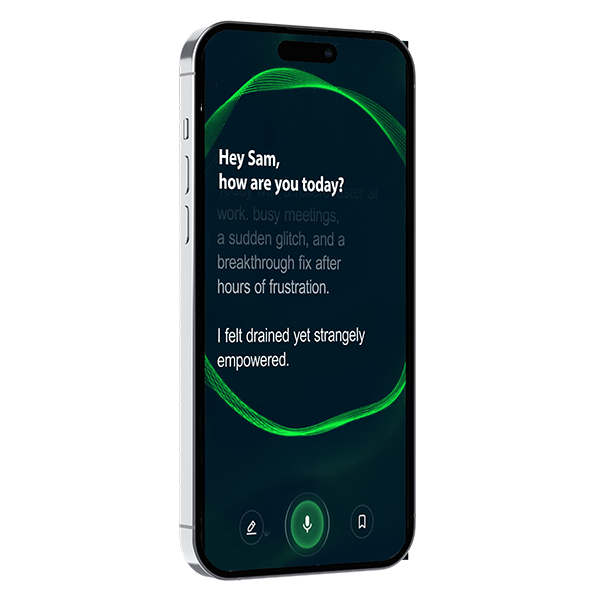 Hey Sam,
how are you today?
at
work. busy meetings,
a sudden glitch, and a
breakthrough fix after
hours of frustration.
I felt drained yet strangely
empowered.